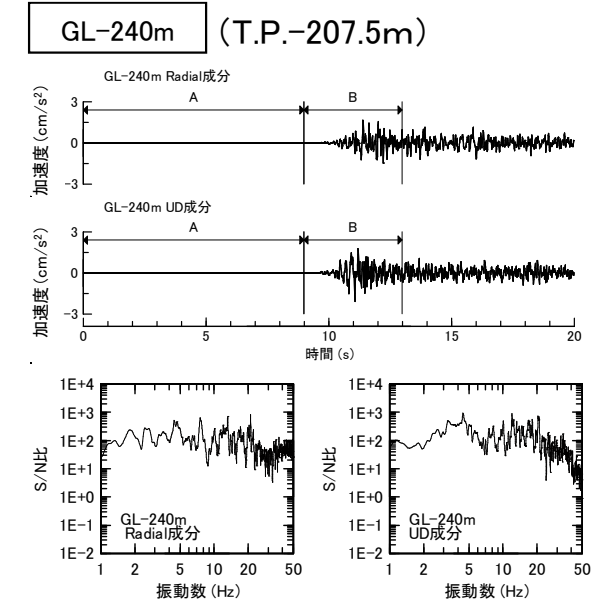 GL-240m (T.P.-207.5m)
GL-240m Radial成分
A B
加速度(cm/s²)
3
0
-3
GL-240m UD成分
A B
加速度(cm/s²)
3
0
-3
0 5 10 15 20
時間(s)
S/N比
1E+4
1E+3
1E+2
1E+1
1E+0
1E-1
1E-2
GL-240m
Radial成分
1 2 5 10 20 50
振動数(Hz)
S/N比
1E+4
1E+3
1E+2
1E+1
1E+0
1E-1
1E-2
GL-240m
UD成分
1 2 5 10 20 50
振動数(Hz)